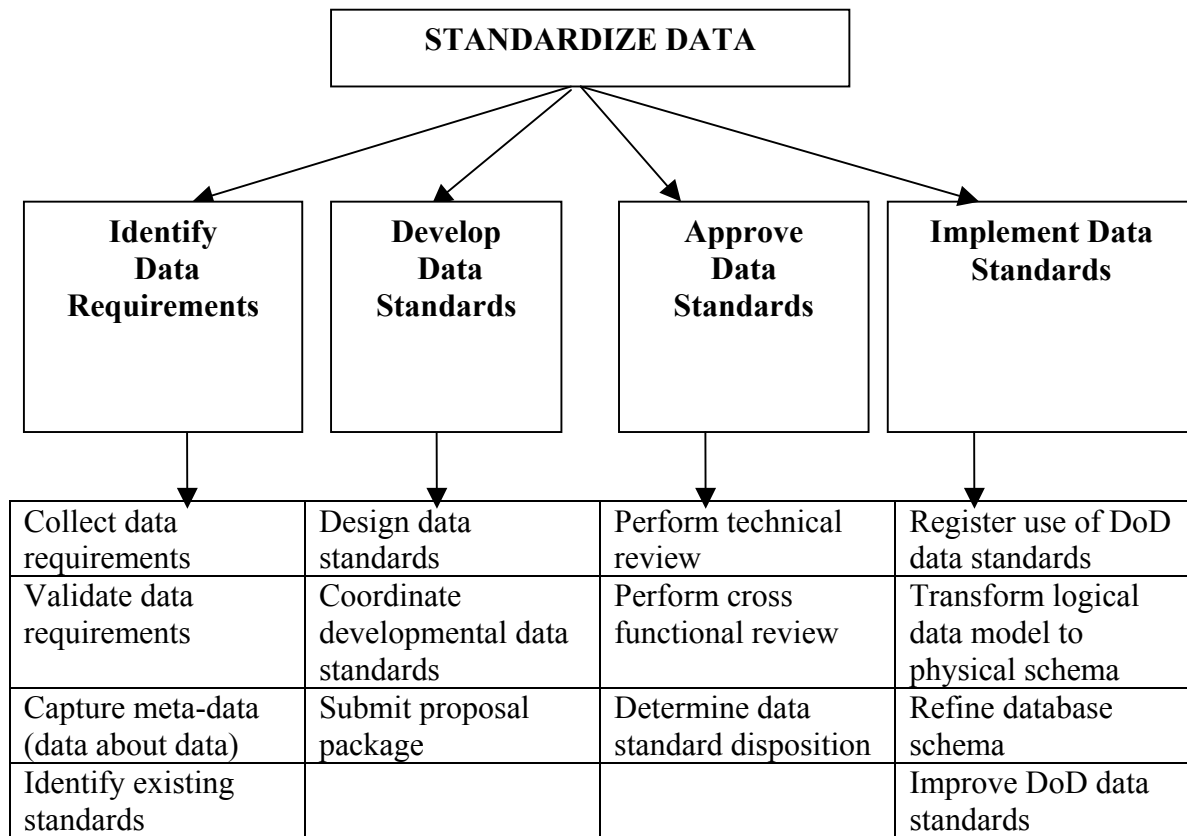 STANDARDIZE DATA
Identify
Data
Requirements
Develop
Data
Standards
Approve
Data
Standards
Implement Data
Standards
Collect data
requirements
Design data
standards
Perform technical
review
Register use of DoD
data standards
Validate data
requirements
Coordinate
developmental data
standards
Perform cross
functional review
Transform logical
data model to
physical schema
Capture meta-data
(data about data)
Submit proposal
package
Determine data
standard disposition
Refine database
schema
Identify existing
standards
Improve DoD data
standards